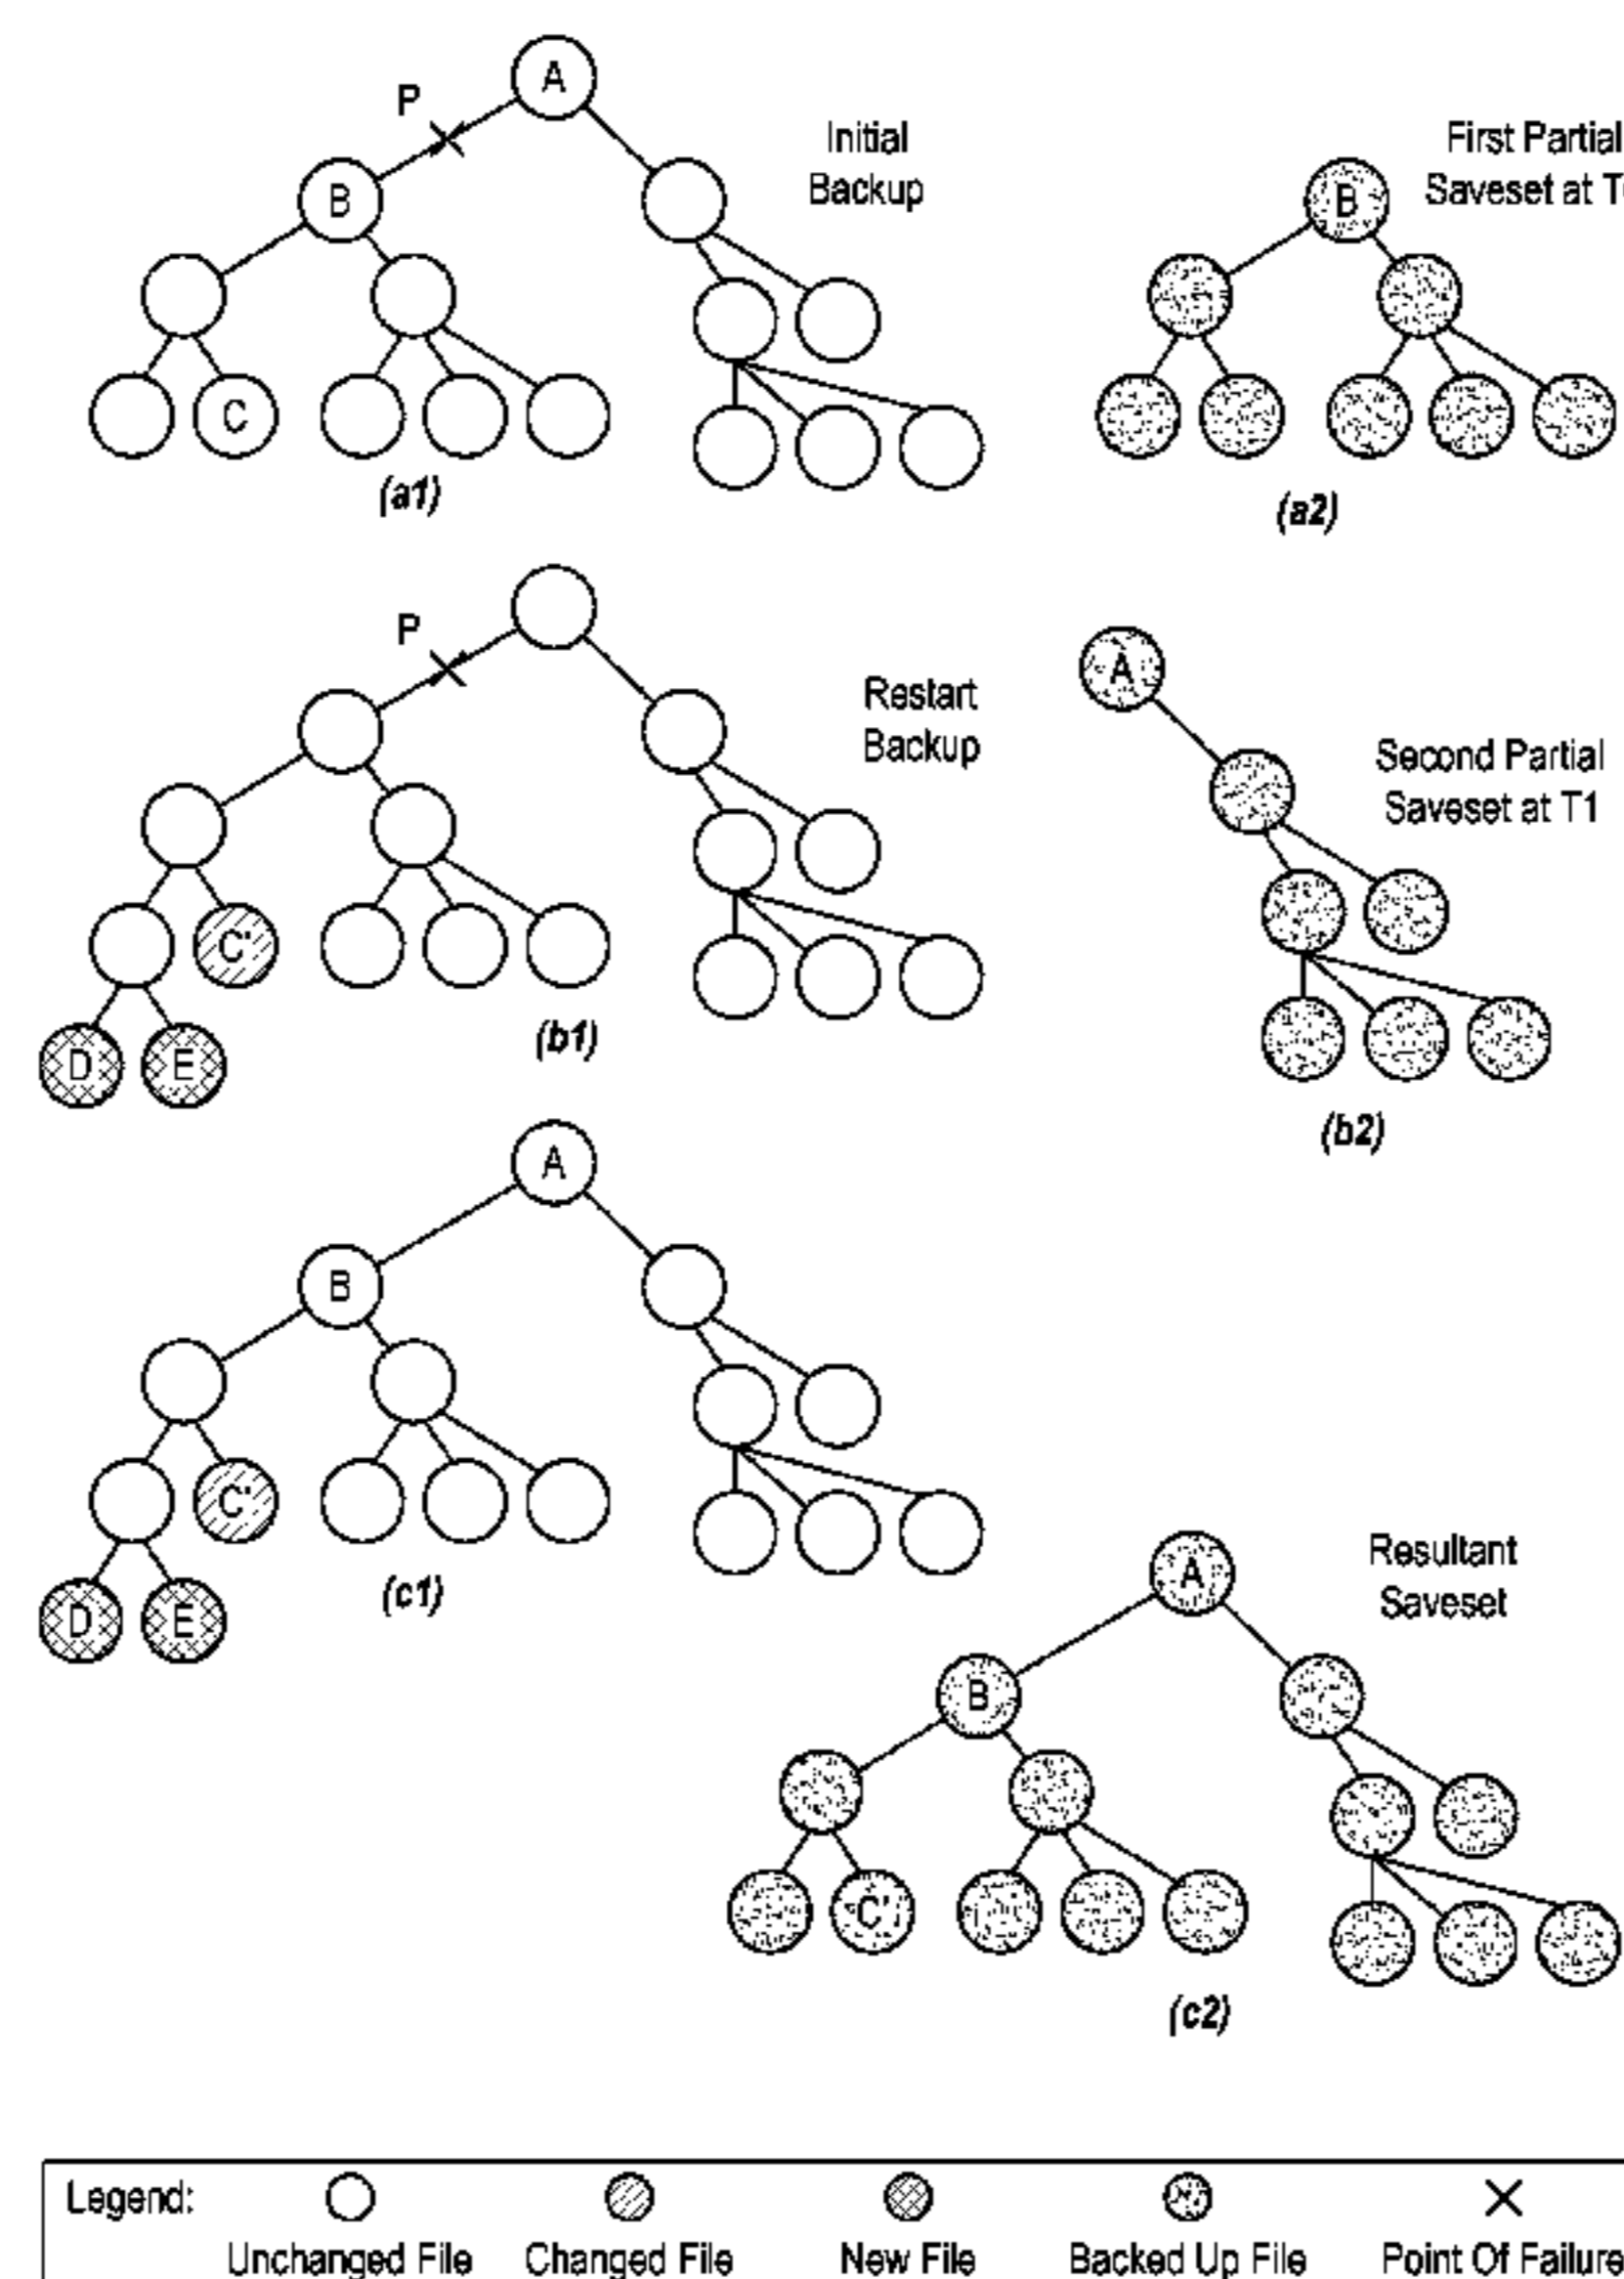 A
P
Initial
Backup
First Partial
Saveset at
B
B
C
(a1)
(a2)
P
Restart
Backup
A
Second Partial
Saveset at T1
C'
D
E
(b1)
(b2)
A
B
C'
D
E
(c1)
Resultant
Saveset
A
B
C'
(c2)
Legend:
Unchanged File
Changed File
New File
Backed Up File
Point Of Failure